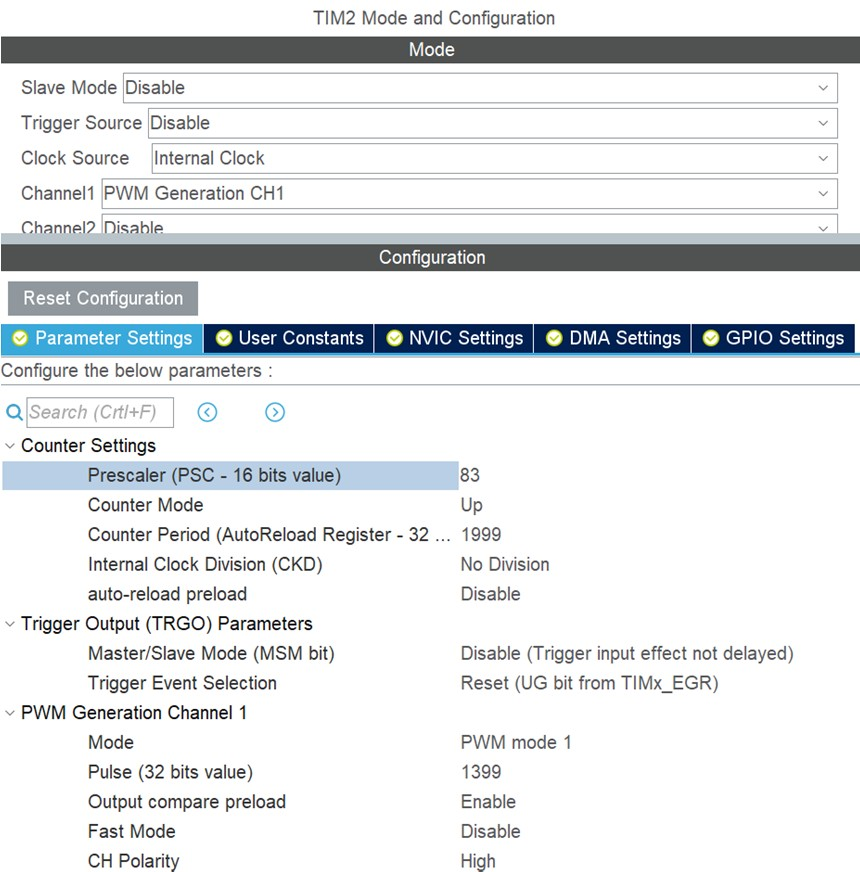 TIM2 Mode and Configuration
Mode
Slave Mode Disable
Trigger Source Disable
Clock Source Internal Clock
Channel1 PWM Generation CH1
Channel2 Disable
Configuration
Reset Configuration
Parameter Settings User Constants NVIC Settings DMA Settings GPIO Settings
Configure the below parameters :
Search (Crtl+F)
Counter Settings
Prescaler (PSC - 16 bits value) 83
Counter Mode Up
Counter Period (AutoReload Register - 32 ... 1999
Internal Clock Division (CKD) No Division
auto-reload preload Disable
Trigger Output (TRGO) Parameters
Master/Slave Mode (MSM bit) Disable (Trigger input effect not delayed)
Trigger Event Selection Reset (UG bit from TIMx_EGR)
PWM Generation Channel 1
Mode PWM mode 1
Pulse (32 bits value) 1399
Output compare preload Enable
Fast Mode Disable
CH Polarity High